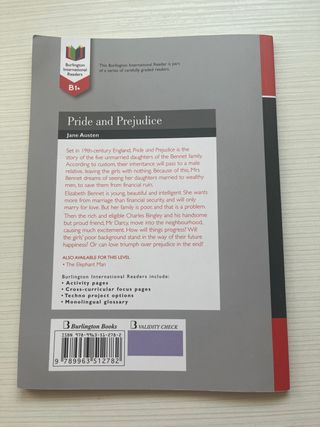 Burlington
International
Readers
B1+
This Burlington International Reader is part
of a series of carefully graded readers.
Pride and Prejudice
Jane Austen
Set in 19th-century England, Pride and Prejudice is the
story of the five unmarried daughters of the Bennet family.
According to custom, their inheritance will pass to a male
relative, leaving the girls with nothing. Because of this, Mrs
Bennet dreams of seeing her daughters married to wealthy
men, to save them from financial ruin.
Elizabeth Bennet is young, beautiful and intelligent. She wants
more from marriage than financial security, and will only
marry for love. But her family is poor, and that is a problem.
Then the rich and eligible Charles Bingley and his handsome
but proud friend, Mr Darcy, move into the neighbourhood,
causing much excitement. How will things progress? Will
the girls' poor background stand in the way of their future
happiness? Or can love triumph over prejudice in the end?
ALSO AVAILABLE FOR THIS LEVEL
• The Elephant Man
Burlington International Readers include:
• Activity pages
• Cross-curricular focus pages
• Techno project options
• Monolingual glossary
B Burlington Books
B VALIDITY CHECK
ISBN 978-9963-51-278-2
9 789963 512782